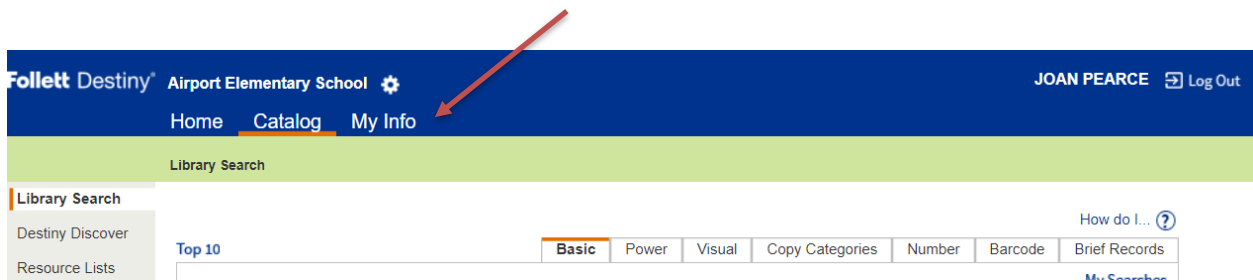 Follett Destiny® Airport Elementary School JOAN PEARCE Log Out
Home Catalog My Info
Library Search
Library Search
How do I... ?
Destiny Discover
Top 10 Basic Power Visual Copy Categories Number Barcode Brief Records
Resource Lists
My Searches